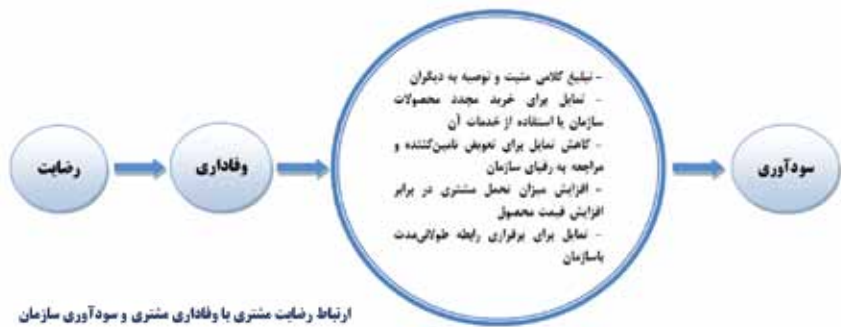 رضایت
وفاداری
- تبلیغ کلامی مثبت و توصیه به دیگران
- تمایل برای خرید مجدد محصولات
سازمان یا استفاده از خدمات آن
- کاهش تمایل برای تعویض تامین‌کننده و
مراجعه به رقبای سازمان
- افزایش میزان تحمل مشتری در برابر
افزایش قیمت محصول
- تمایل برای برقراری رابطه طولانی‌مدت
باسازمان
سودآوری
ارتباط رضایت مشتری با وفاداری مشتری و سودآوری سازمان